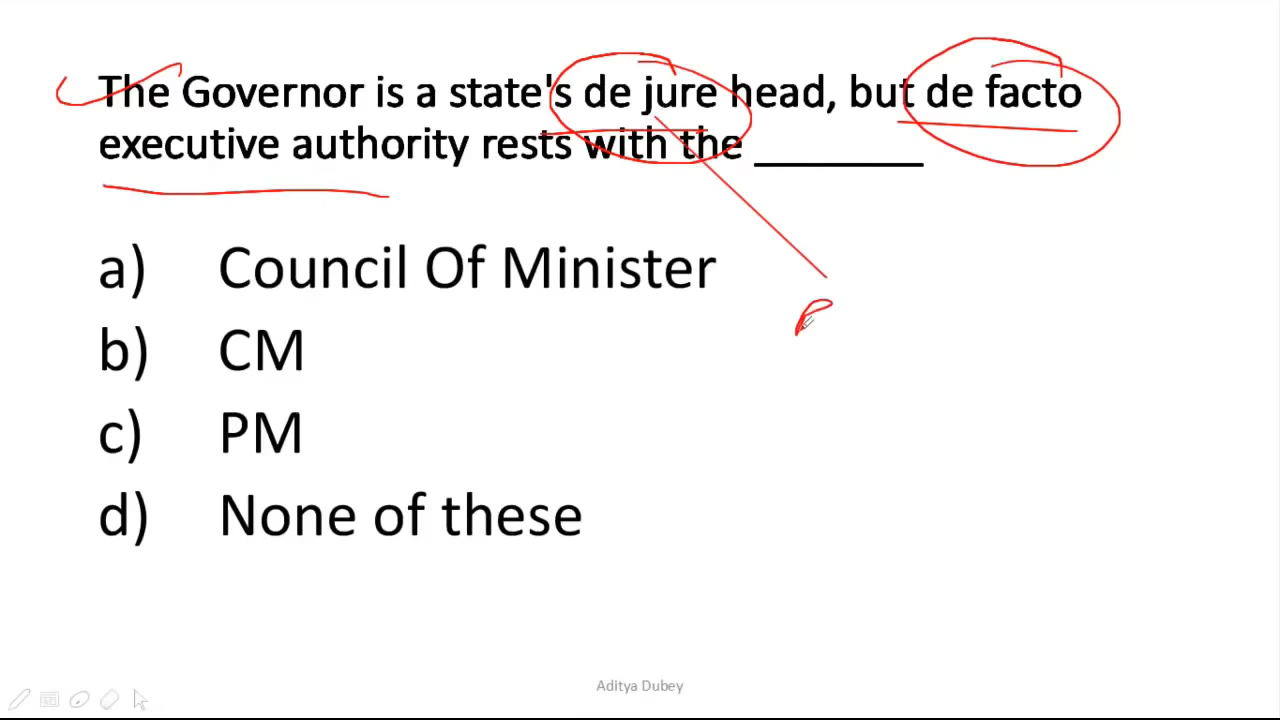 The Governor is a state's de jure head, but de facto
executive authority rests with the ________
a) Council Of Minister
b) CM
c) PM
d) None of these
Aditya Dubey